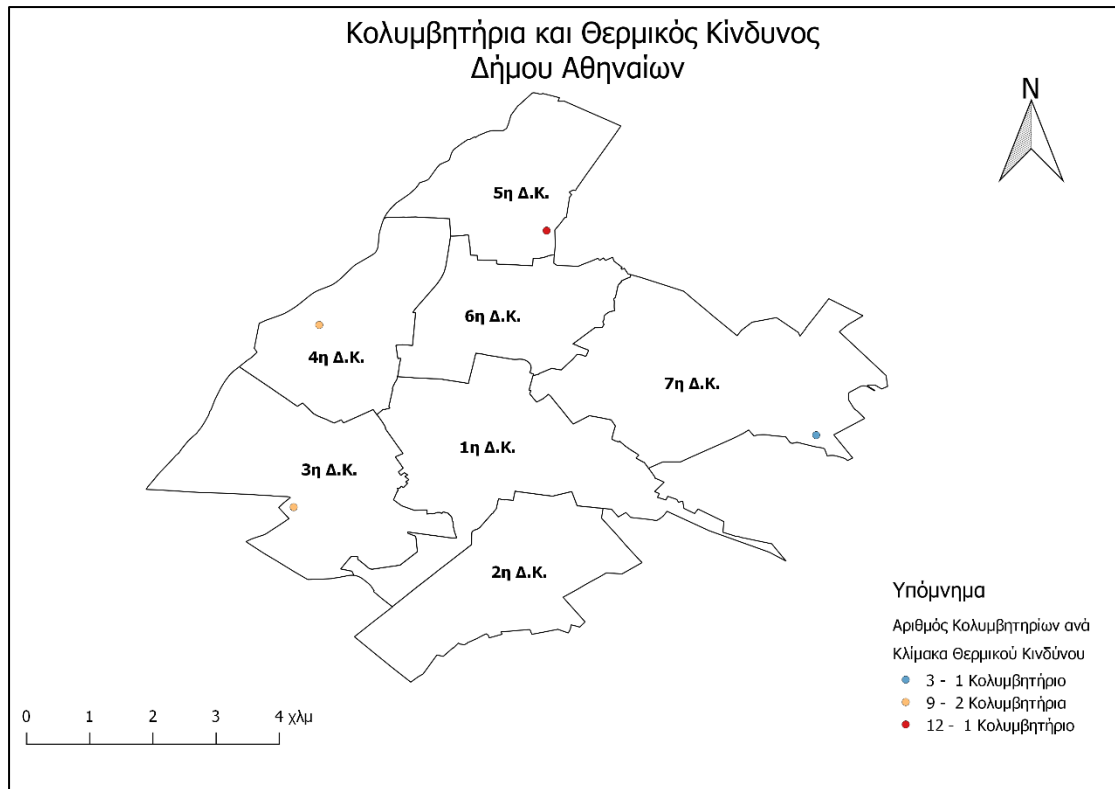 Κολυμβητήρια και Θερμικός Κίνδυνος
Δήμου Αθηναίων
N
5η Δ.Κ.
6η Δ.Κ.
4η Δ.Κ.
7η Δ.Κ.
1η Δ.Κ.
3η Δ.Κ.
2η Δ.Κ.
Υπόμνημα
Αριθμός Κολυμβητηρίων ανά
Κλίμακα Θερμικού Κινδύνου
3 - 1 Κολυμβητήριο
9 - 2 Κολυμβητήρια
12 - 1 Κολυμβητήριο
0 1 2 3 4 χλμ